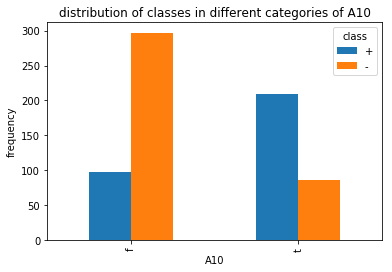 distribution of classes in different categories of A10
class
+
-
frequency
300
250
200
150
100
50
0
f
t
A10